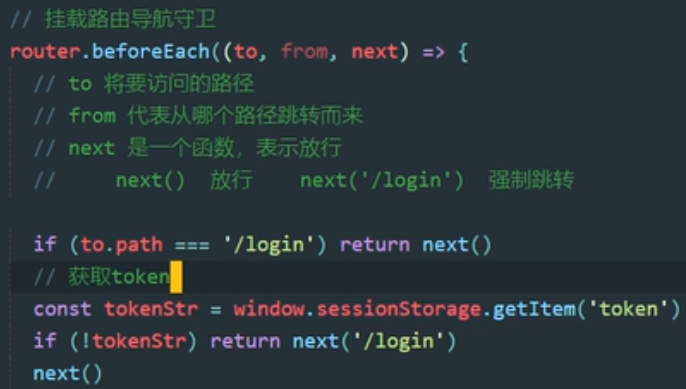 // 挂载路由导航守卫
router.beforeEach((to, from, next) => {
  // to 将要访问的路径
  // from 代表从哪个路径跳转而来
  // next 是一个函数，表示放行
  //     next()  放行    next('/login')  强制跳转
  if (to.path === '/login') return next()
  // 获取token
  const tokenStr = window.sessionStorage.getItem('token')
  if (!tokenStr) return next('/login')
  next()